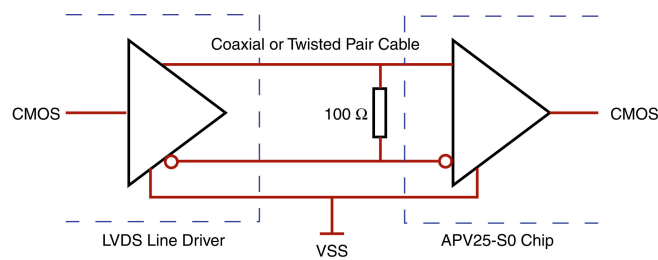 Coaxial or Twisted Pair Cable
CMOS
100 Ω
CMOS
LVDS Line Driver
VSS
APV25-S0 Chip